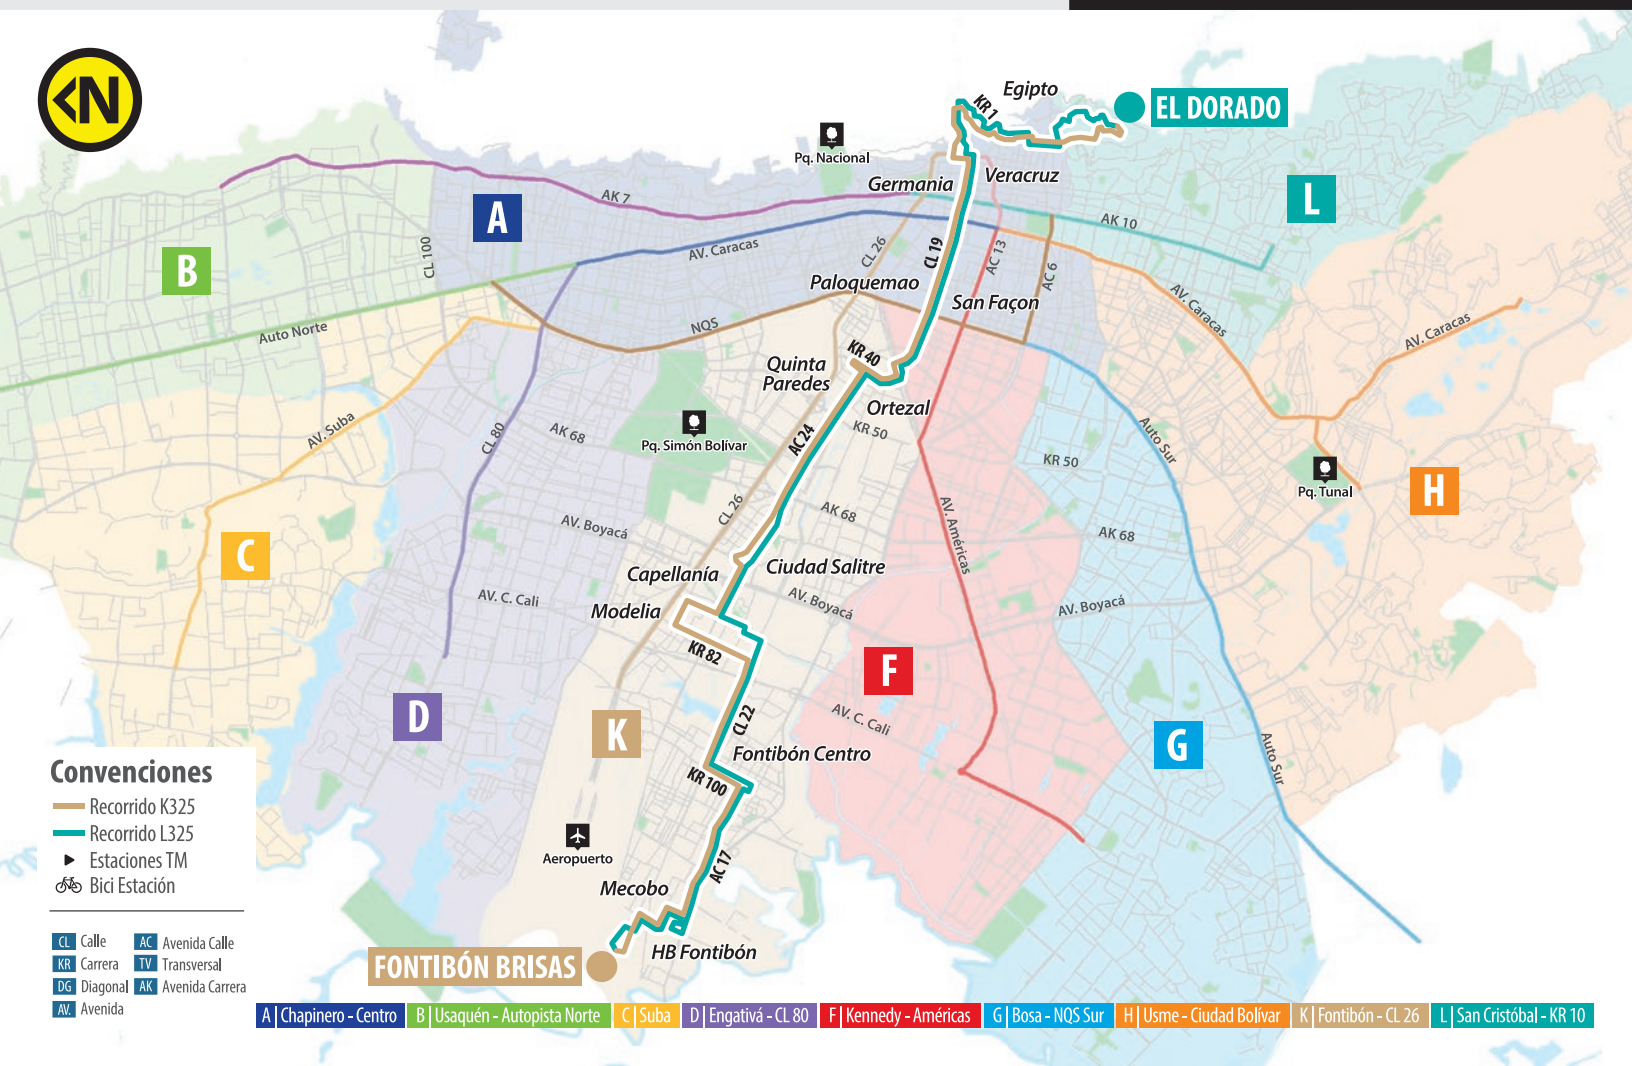 N
Egipto
KR 1
EL DORADO
Pq. Nacional
Germania
Veracruz
AK 7
A
L
AK 10
AV. Caracas
CL 100
B
CL 26
CL 19
AC 13
AC 6
Paloquemao
San Façon
AV. Caracas
AV. Caracas
Auto Norte
NQS
KR 40
Quinta
Paredes
Ortezal
AV. Suba
CL 80
AK 68
Pq. Simón Bolívar
AC 24
KR 50
KR 50
Auto Sur
Pq. Tunal
H
CL 26
AK 68
AV. Américas
AK 68
AV. Boyacá
C
Capellanía
Ciudad Salitre
AV. C. Cali
Modelia
AV. Boyacá
AV. Boyacá
KR 82
F
D
K
CL 22
AV. C. Cali
G
Fontibón Centro
Auto Sur
KR 100
Aeropuerto
AC 17
Mecobo
HB Fontibón
FONTIBÓN BRISAS
Convenciones
Recorrido K325
Recorrido L325
Estaciones TM
Bici Estación
CL Calle AC Avenida Calle
KR Carrera TV Transversal
DG Diagonal AK Avenida Carrera
AV. Avenida
A | Chapinero - Centro B | Usaquén - Autopista Norte C | Suba D | Engativá - CL 80 F | Kennedy - Américas G | Bosa - NQS Sur H | Usme - Ciudad Bolívar K | Fontibón - CL 26 L | San Cristóbal - KR 10